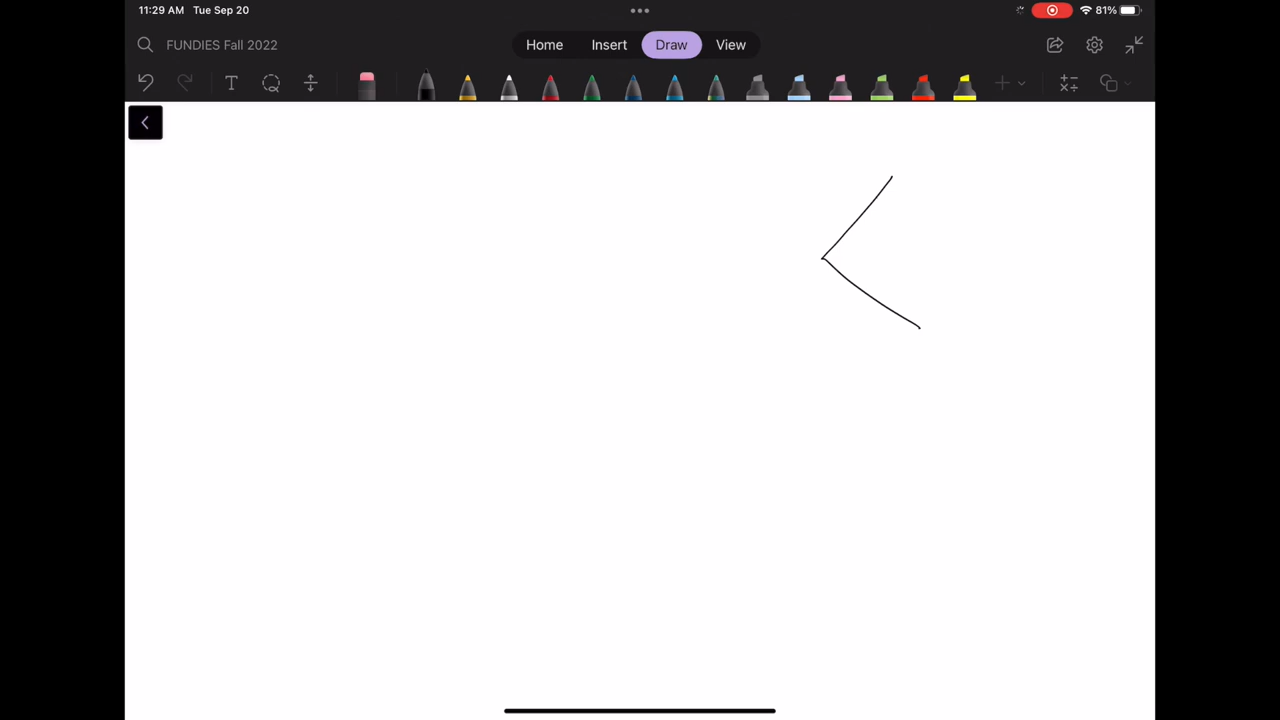 11:29 AM Tue Sep 20
81%
FUNDIES Fall 2022
Home Insert Draw View
T